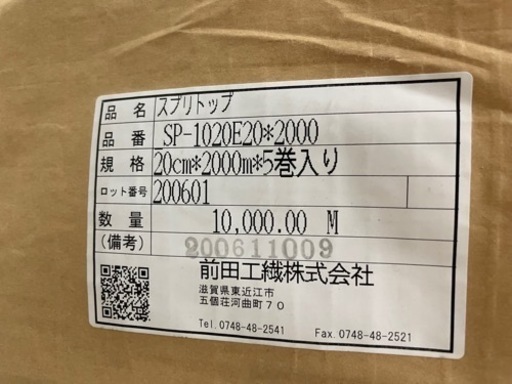 品名 スプリトップ
品番 _SP-1020E20*2000
規格 20cm*2000m*5巻入り
ロット番号 200601
数量 10,000.00 M
(備考) 200611009
前田工繊株式会社
滋賀県東近江市
五個荘河曲町70
Tel.0748-48-2541 Fax.0748-48-2521